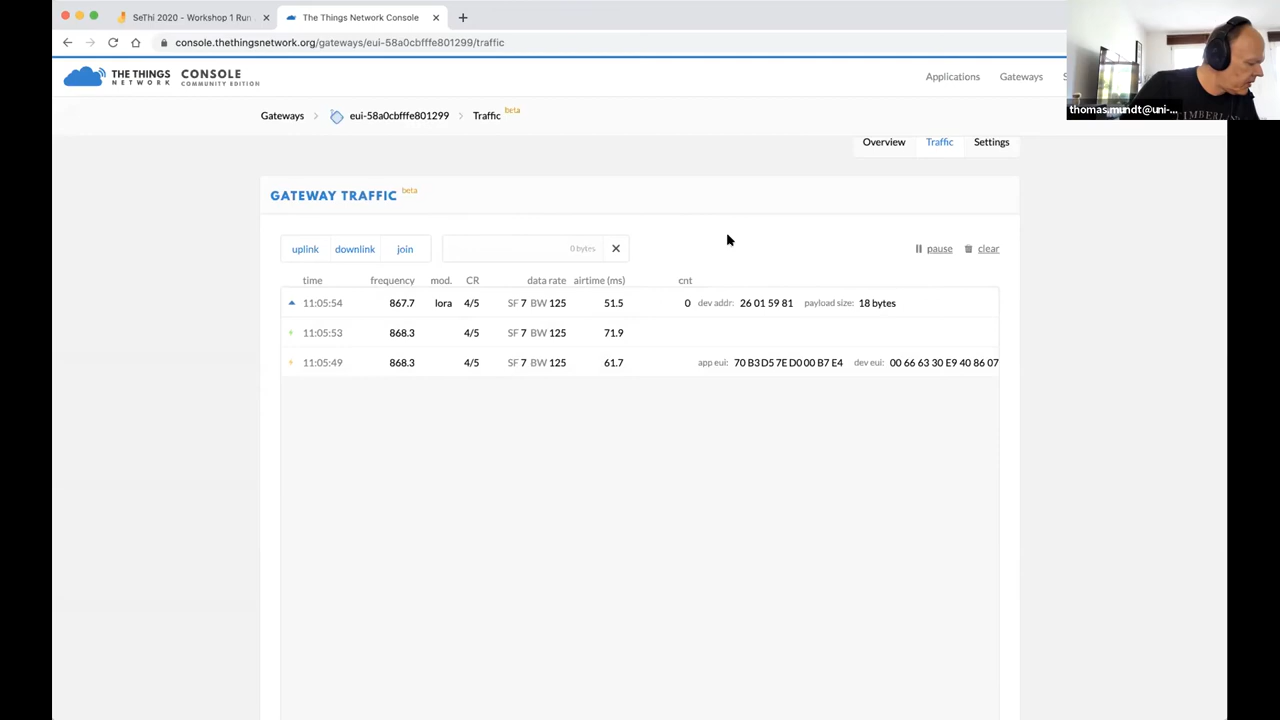 SeThi 2020 - Workshop 1 Run
The Things Network Console
console.thethingsnetwork.org/gateways/eui-58a0cbfffe801299/traffic
THE THINGS NETWORK CONSOLE COMMUNITY EDITION
Applications Gateways S
thomas.mundt@uni-...
Gateways eui-58a0cbfffe801299 Traffic beta
Overview Traffic Settings
GATEWAY TRAFFIC beta
uplink downlink join 0 bytes pause clear
time frequency mod. CR data rate airtime (ms) cnt
11:05:54 867.7 lora 4/5 SF 7 BW 125 51.5 0 dev addr: 26 01 59 81 payload size: 18 bytes
11:05:53 868.3 4/5 SF 7 BW 125 71.9
11:05:49 868.3 4/5 SF 7 BW 125 61.7 app eui: 70 B3 D5 7E D0 00 B7 E4 dev eui: 00 66 63 30 E9 40 86 07